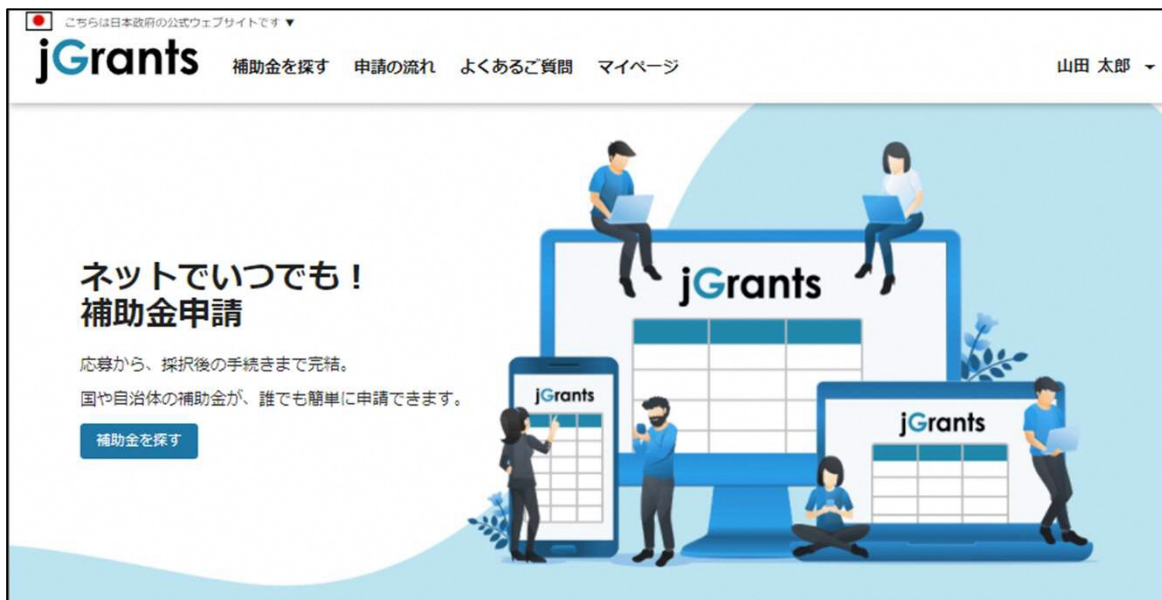 こちらは日本政府の公式ウェブサイトです ▼
jGrants 補助金を探す 申請の流れ よくあるご質問 マイページ 山田 太郎
ネットでいつでも！
補助金申請
応募から、採択後の手続きまで完結。
国や自治体の補助金が、誰でも簡単に申請できます。
補助金を探す
jGrants
jGrants
jGrants